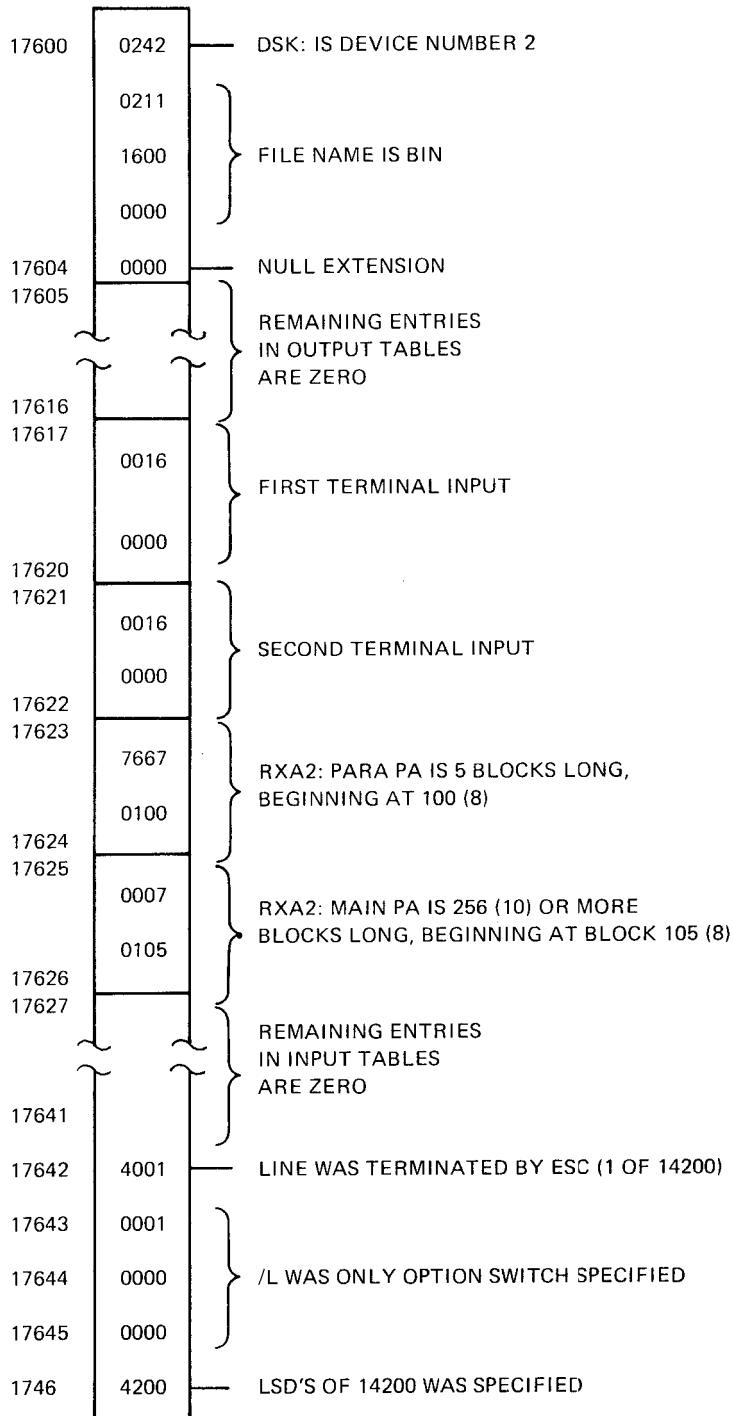 17600 0242 DSK: IS DEVICE NUMBER 2
0211
1600 FILE NAME IS BIN
0000
17604 0000 NULL EXTENSION
17605
REMAINING ENTRIES
IN OUTPUT TABLES
ARE ZERO
17616
17617
0016
FIRST TERMINAL INPUT
0000
17620
17621
0016
SECOND TERMINAL INPUT
0000
17622
17623
7667
RXA2: PARA PA IS 5 BLOCKS LONG,
BEGINNING AT 100 (8)
0100
17624
17625
0007
RXA2: MAIN PA IS 256 (10) OR MORE
BLOCKS LONG, BEGINNING AT BLOCK 105 (8)
0105
17626
17627
REMAINING ENTRIES
IN INPUT TABLES
ARE ZERO
17641
17642 4001 LINE WAS TERMINATED BY ESC (1 OF 14200)
17643 0001
17644 0000 /L WAS ONLY OPTION SWITCH SPECIFIED
17645 0000
1746 4200 LSD'S OF 14200 WAS SPECIFIED